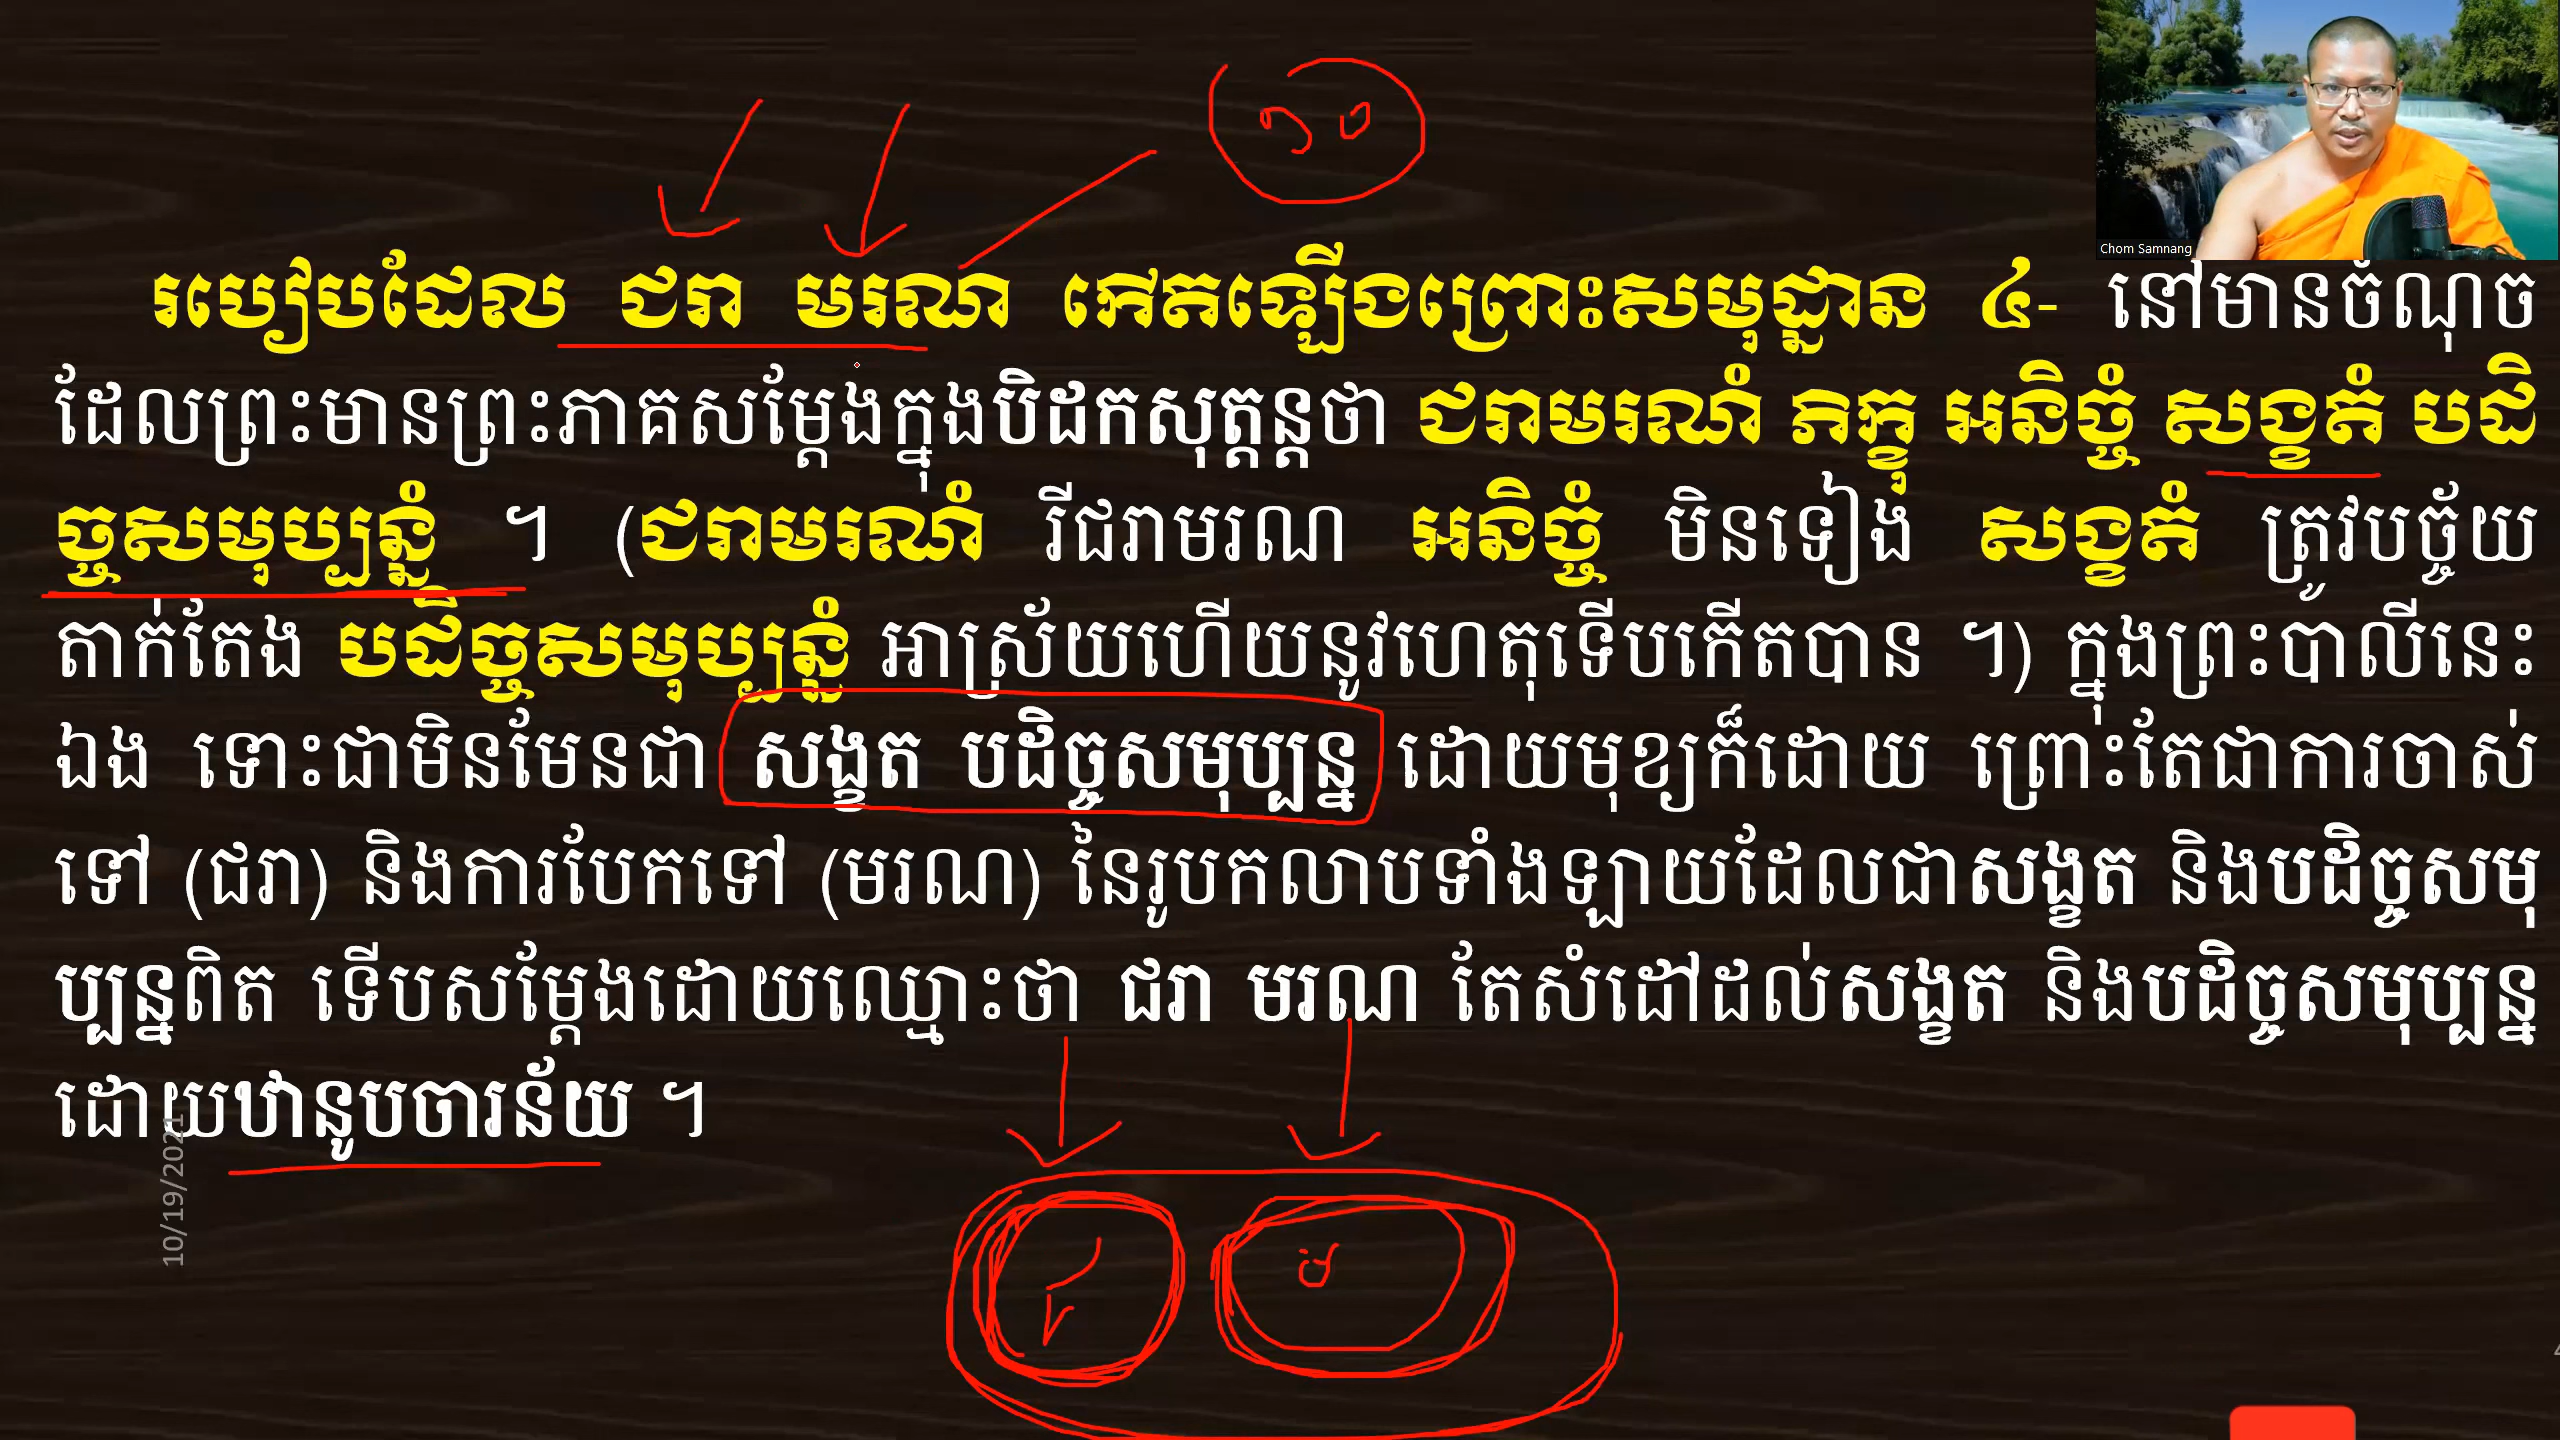 Chom Samnang
របៀបដែល ជរា មរណ កើតឡើងព្រោះសមុដ្ឋាន ៤- នៅមានចំណុច
ដែលព្រះមានព្រះភាគសម្ដែងក្នុងបិដកសុត្តន្តថា ជរាមរណំ ភិក្ខុ អនិច្ចំ សង្ខតំ បដិ
ច្ចសមុប្បន្នំ ។ (ជរាមរណំ រីជរាមរណ អនិច្ចំ មិនទៀង សង្ខតំ ត្រូវបច្ច័យ
តាក់តែង បដិច្ចសមុប្បន្នំ អាស្រ័យហើយនូវហេតុទើបកើតបាន ។) ក្នុងព្រះបាលីនេះ
ឯង ទោះជាមិនមែនជា សង្ខត បដិច្ចសមុប្បន្ន ដោយមុខ្យក៏ដោយ ព្រោះតែជាការចាស់
ទៅ (ជរា) និងការបែកទៅ (មរណ) នៃរូបកលាបទាំងឡាយដែលជាសង្ខត និងបដិច្ចសមុ
ប្បន្នពិត ទើបសម្ដែងដោយឈ្មោះថា ជរា មរណ តែសំដៅដល់សង្ខត និងបដិច្ចសមុប្បន្ន
ដោយឋានូបចារន័យ ។
10/19/2021